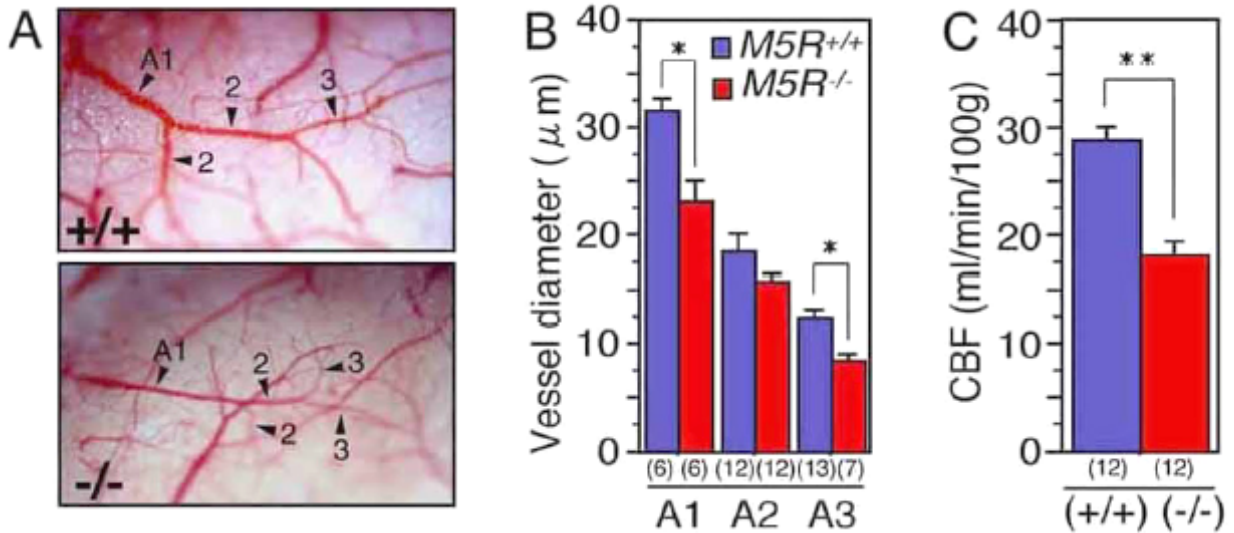 A
A1
2
3
2
+/+
A1
2
3
2
3
-/-
B
Vessel diameter (μm)
40
30
20
10
0
M5R+/+
M5R-/-
*
*
(6) (6) (12)(12)(13)(7)
A1 A2 A3
C
CBF (ml/min/1000g)
40
30
20
10
0
**
(12) (12)
(+/+) (-/-)